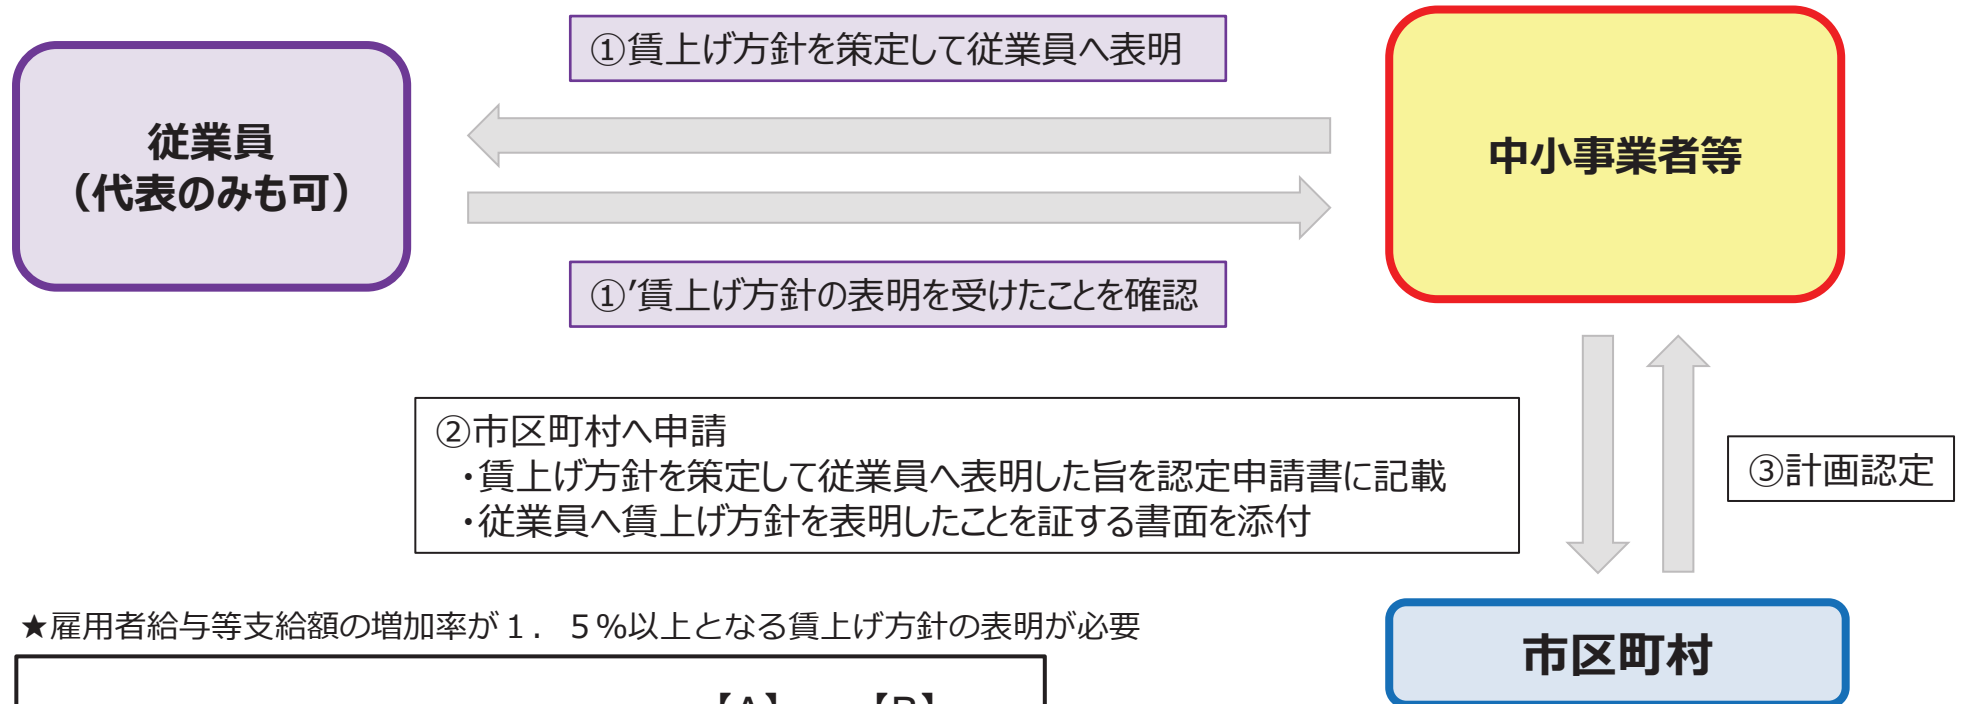 ①賃上げ方針を策定して従業員へ表明
従業員
（代表のみも可）
中小事業者等
①’賃上げ方針の表明を受けたことを確認
②市区町村へ申請
・賃上げ方針を策定して従業員へ表明した旨を認定申請書に記載
・従業員へ賃上げ方針を表明したことを証する書面を添付
③計画認定
★雇用者給与等支給額の増加率が１．５％以上となる賃上げ方針の表明が必要
市区町村
【A】 【B】